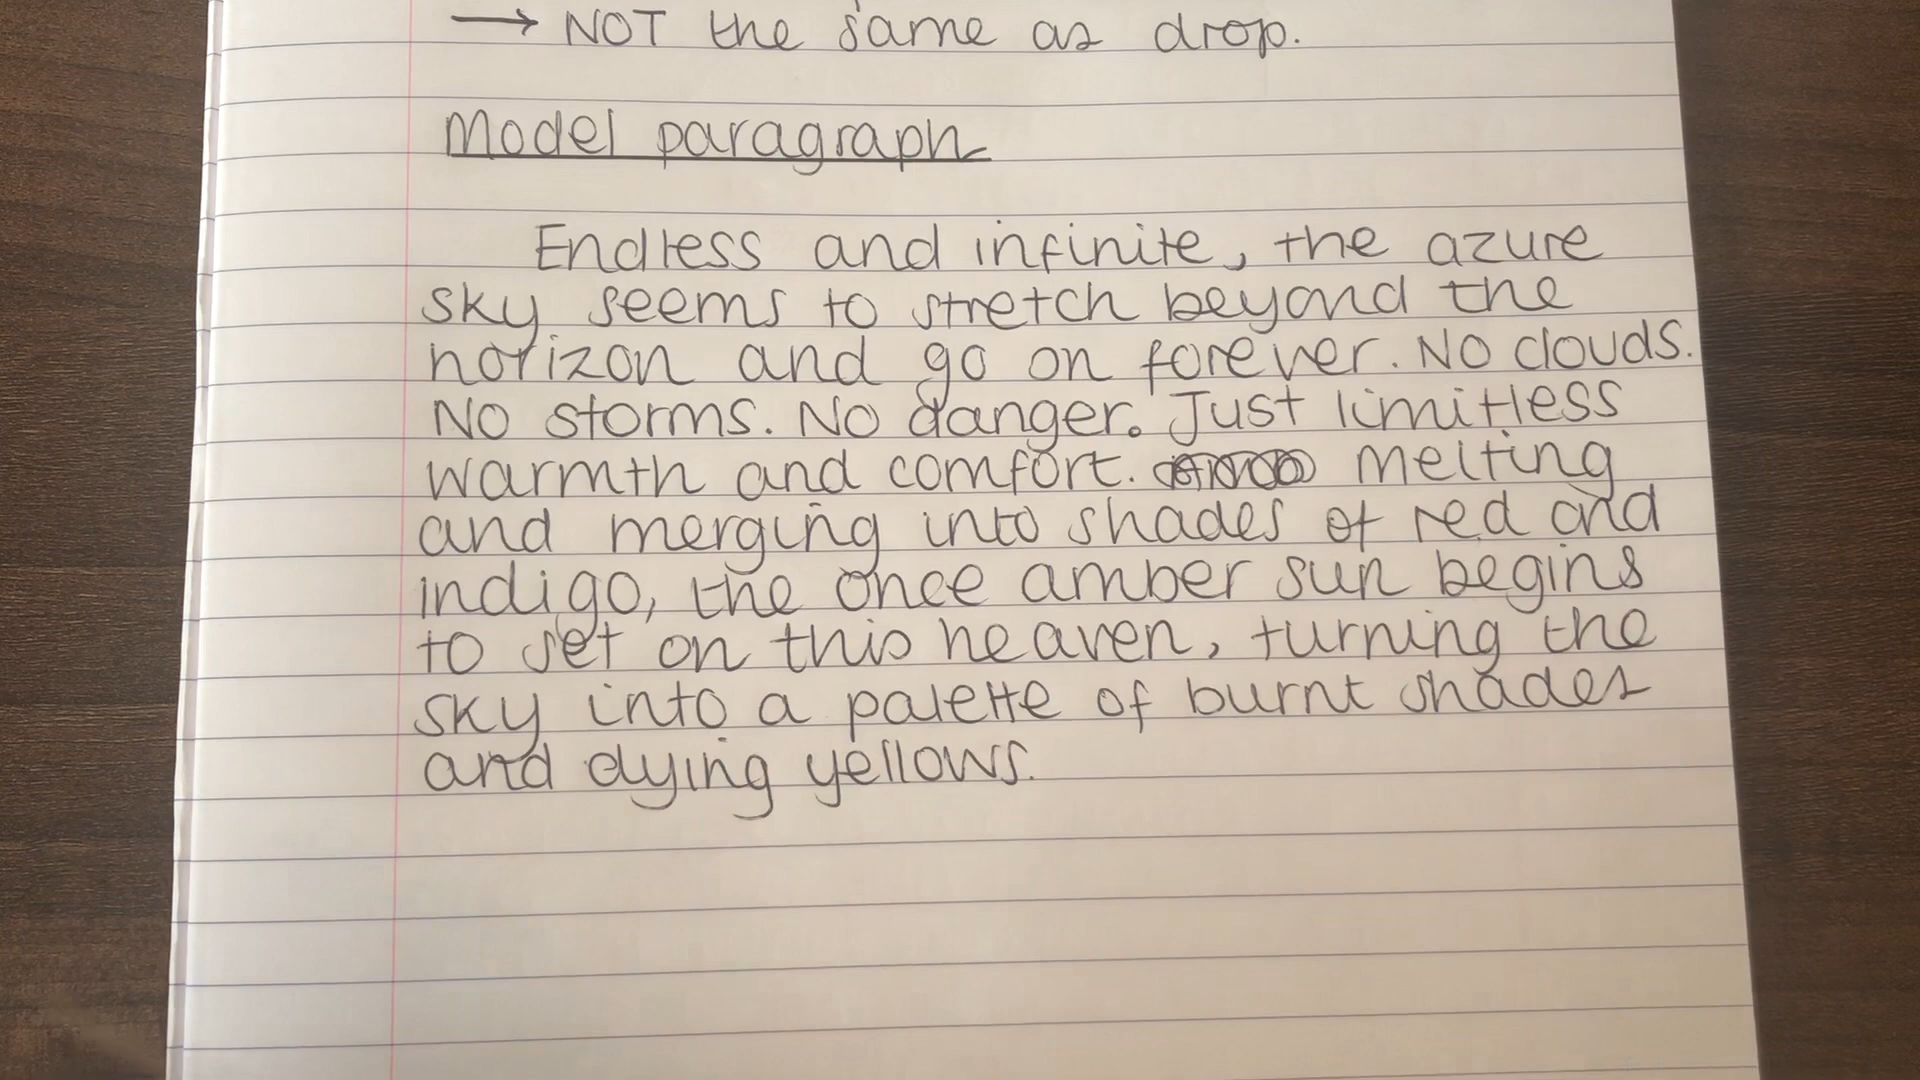 → NOT the same as drop.
Model paragraph
Endless and infinite, the azure
sky seems to stretch beyond the
horizon and go on forever. No clouds.
No storms. No danger. Just limitless
warmth and comfort. Melting
and merging into shades of red and
indigo, the once amber sun begins
to set on this heaven, turning the
sky into a palette of burnt shades
and dying yellows.